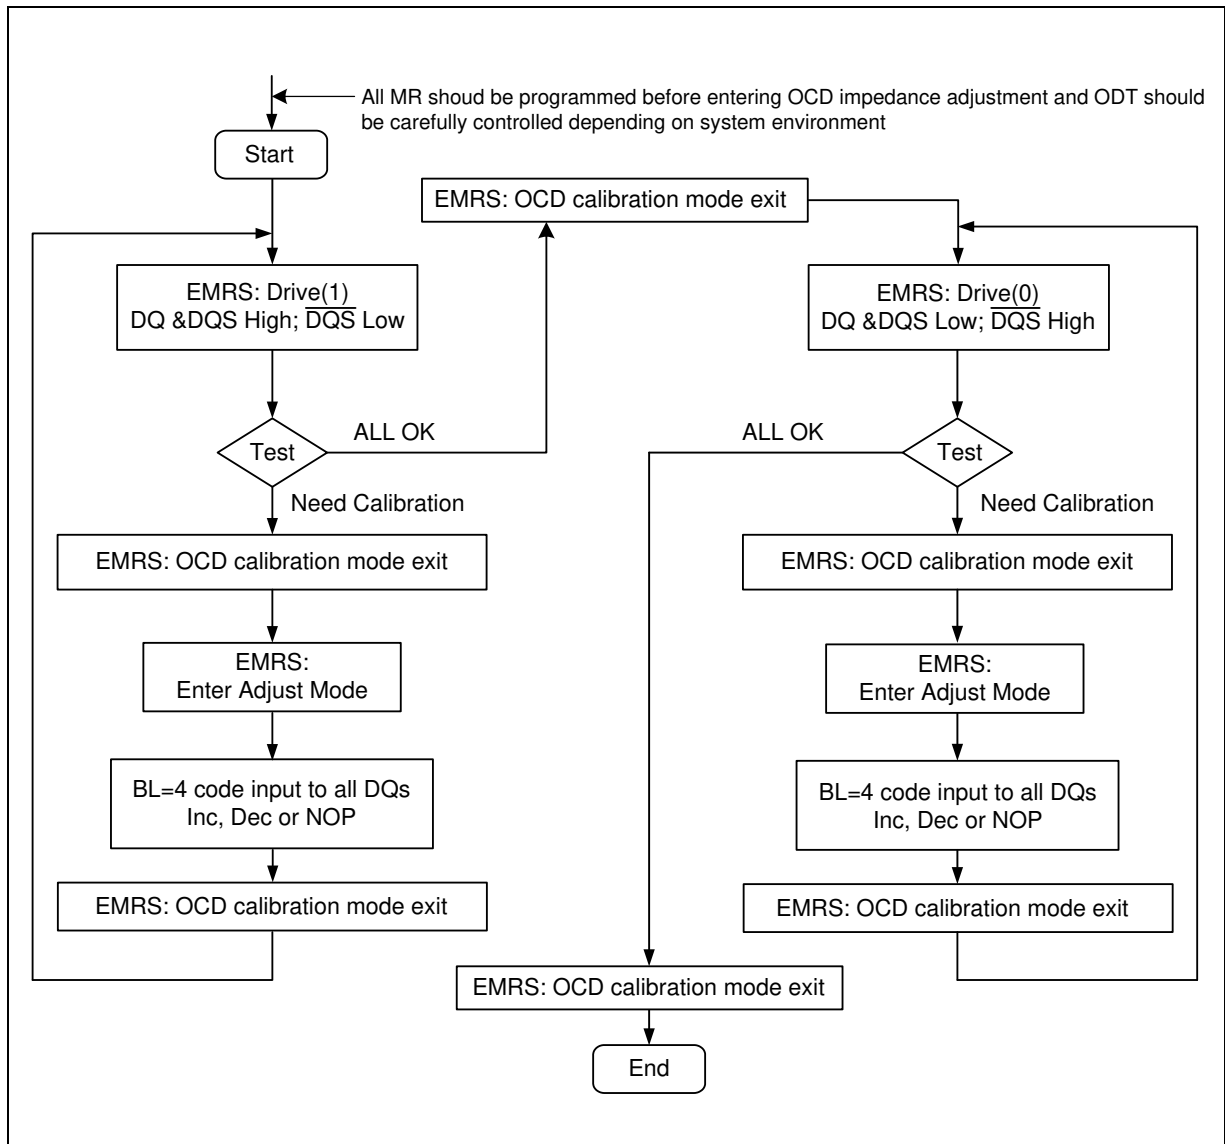 All MR shoud be programmed before entering OCD impedance adjustment and ODT should
be carefully controlled depending on system environment
Start
EMRS: OCD calibration mode exit
EMRS: Drive(1)
DQ &DQS High; D̅Q̅S̅ Low
Test
ALL OK
Need Calibration
EMRS: OCD calibration mode exit
EMRS:
Enter Adjust Mode
BL=4 code input to all DQs
Inc, Dec or NOP
EMRS: OCD calibration mode exit
EMRS: Drive(0)
DQ &DQS Low; D̅Q̅S̅ High
ALL OK
Test
Need Calibration
EMRS: OCD calibration mode exit
EMRS:
Enter Adjust Mode
BL=4 code input to all DQs
Inc, Dec or NOP
EMRS: OCD calibration mode exit
EMRS: OCD calibration mode exit
End